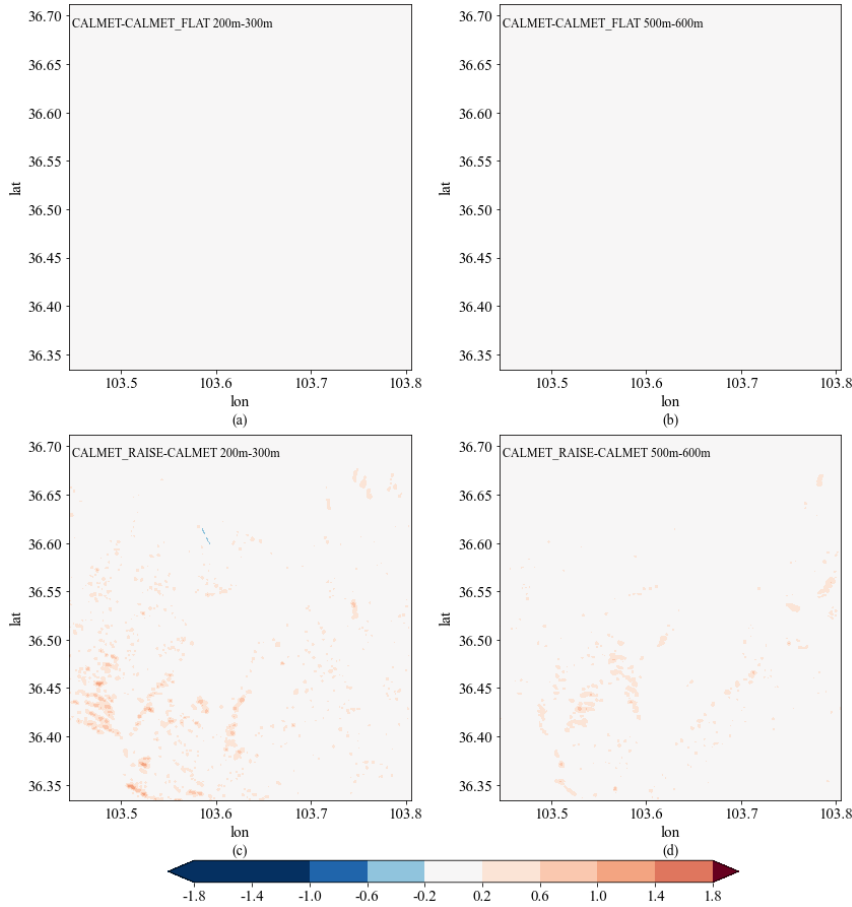 CALMET-CALMET_FLAT 200m-300m
36.70
36.65
36.60
36.55
36.50
36.45
36.40
36.35
lat
103.5 103.6 103.7 103.8
lon
(a)
CALMET-CALMET_FLAT 500m-600m
36.70
36.65
36.60
36.55
36.50
36.45
36.40
36.35
lat
103.5 103.6 103.7 103.8
lon
(b)
CALMET_RAISE-CALMET 200m-300m
36.70
36.65
36.60
36.55
36.50
36.45
36.40
36.35
lat
103.5 103.6 103.7 103.8
lon
(c)
CALMET_RAISE-CALMET 500m-600m
36.70
36.65
36.60
36.55
36.50
36.45
36.40
36.35
lat
103.5 103.6 103.7 103.8
lon
(d)
-1.8 -1.4 -1.0 -0.6 -0.2 0.2 0.6 1.0 1.4 1.8